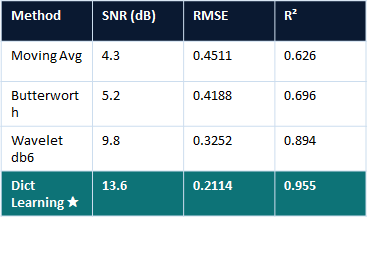 Method SNR (dB) RMSE R²
Moving Avg 4.3 0.4511 0.626
Butterwort 5.2 0.4188 0.696
h
Wavelet 9.8 0.3252 0.894
db6
Dict 13.6 0.2114 0.955
Learning ★